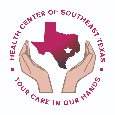 HEALTH CENTER OF SOUTHEAST TEXAS
YOUR CARE IN OUR HANDS